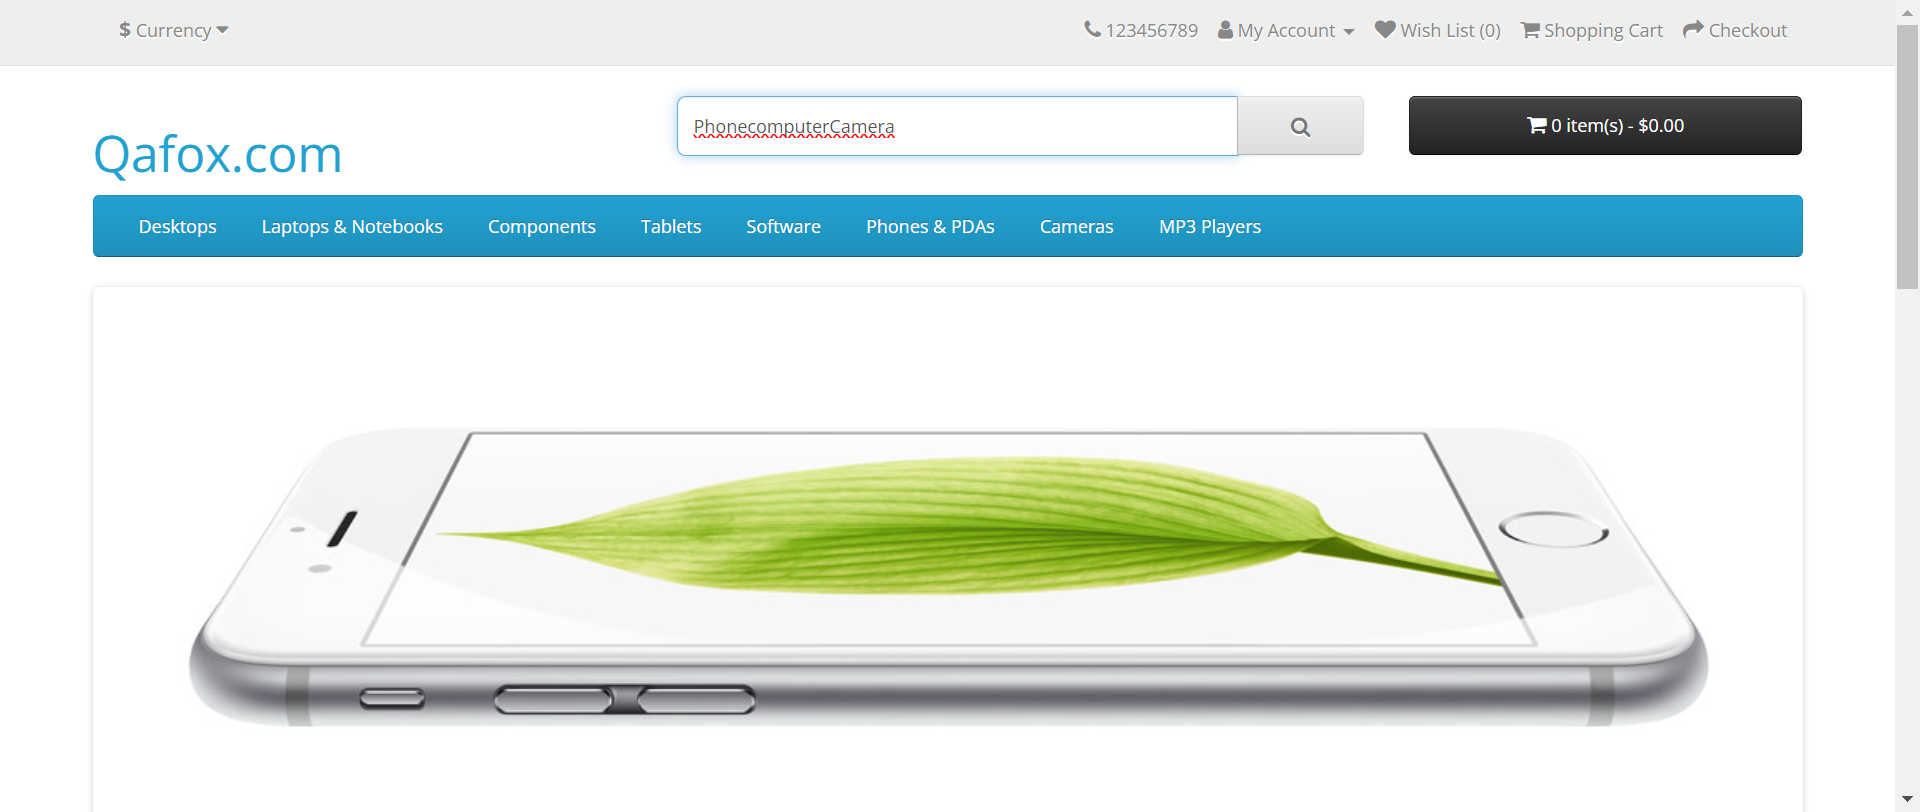 $ Currency
123456789 My Account Wish List (0) Shopping Cart Checkout
PhonecomputerCamera
0 item(s) - $0.00
Qafox.com
Desktops Laptops & Notebooks Components Tablets Software Phones & PDAs Cameras MP3 Players